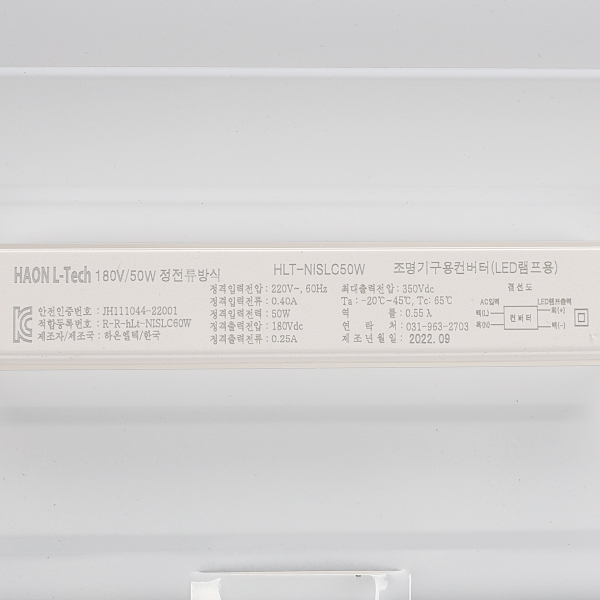 HAON L-Tech 180V/50W 정전류방식 HLT-NISLC50W 조명기구용컨버터(LED램프용)
안전인증번호 : JH111044-22001
적합등록번호 : R-R-hLt-NISLC60W
제조자/제조국 : 하온엘텍/한국
정격입력전압 : 220V~, 60Hz
정격입력전류 : 0.40A
정격입력전력 : 50W
정격출력전압 : 180Vdc
정격출력전류 : 0.25A
최대출력전압 : 350Vdc
Ta : -20℃~45℃, Tc: 65℃
역 률 : 0.55 λ
연 락 처 : 031-963-2703
제 조 년 월 일 : 2022.09
결 선 도
AC입력 LED램프출력
백(L) 컨 버 터 회(+)
흑(N) 백(-)